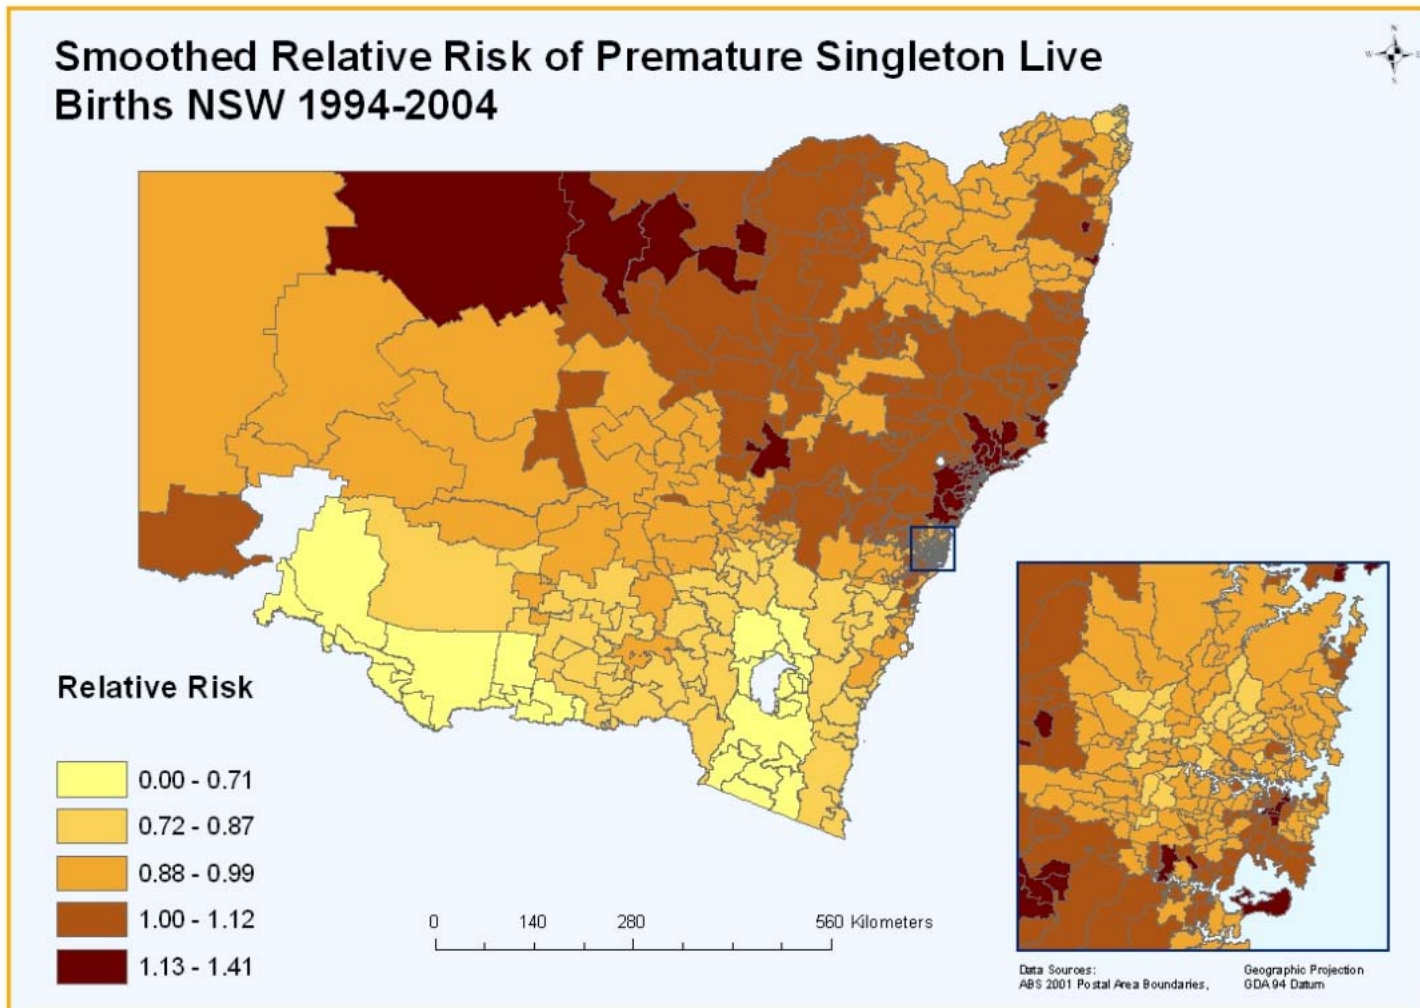 Smoothed Relative Risk of Premature Singleton Live
Births NSW 1994-2004
N
W
E
S
Relative Risk
0.00 - 0.71
0.72 - 0.87
0.88 - 0.99
1.00 - 1.12
1.13 - 1.41
0 140 280 560 Kilometers
Data Sources:
ABS 2001 Postal Area Boundaries,
Geographic Projection
GDA 94 Datum